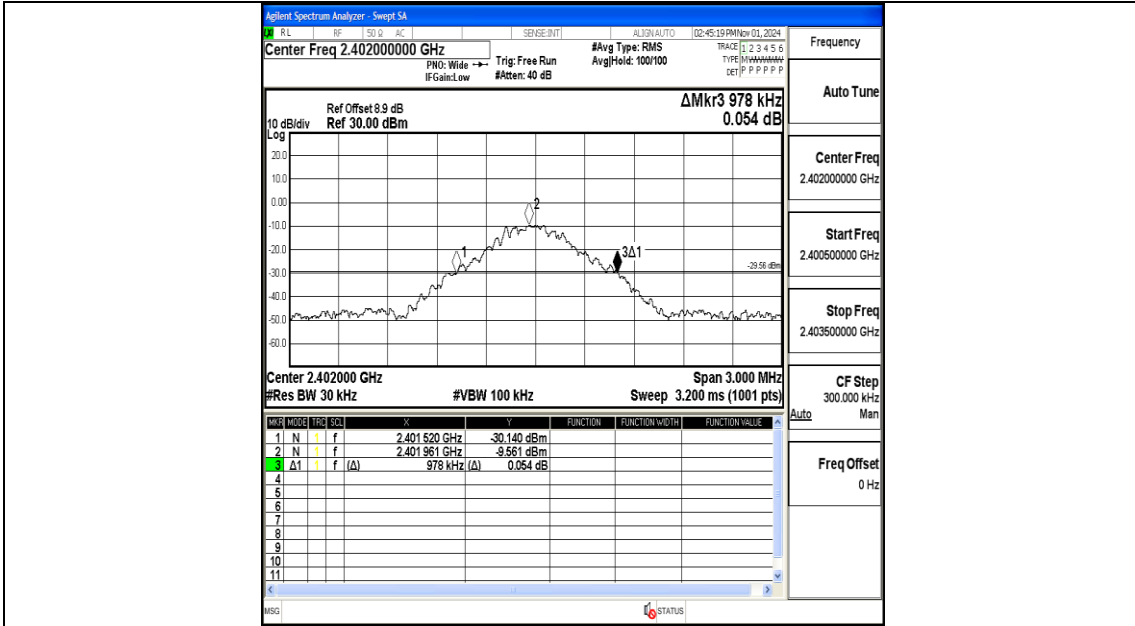 Agilent Spectrum Analyzer - Swept SA
RL RF 50 Ω AC SENSE:INT ALIGNAUTO 02:45:19 PMNov 01, 2024
Center Freq 2.402000000 GHz
#Avg Type: RMS
TRACE 1 2 3 4 5 6
PNO: Wide
Trig: Free Run
Avg|Hold: 100/100
TYPE MWWWWW
IFGain:Low
#Atten: 40 dB
DET P P P P P P
ΔMkr3 978 kHz
0.054 dB
Ref Offset 8.9 dB
10 dB/div Ref 30.00 dBm
Log
20.0
10.0
0.00
-10.0
-20.0
-30.0
-40.0
-50.0
-60.0
1
2
3Δ1
-29.56 dBm
Center 2.402000 GHz Span 3.000 MHz
#Res BW 30 kHz #VBW 100 kHz Sweep 3.200 ms (1001 pts)
MKR MODE TRC SCL X Y FUNCTION FUNCTION WIDTH FUNCTION VALUE
1 N 1 f 2.401 520 GHz -30.140 dBm
2 N 1 f 2.401 961 GHz -9.561 dBm
3 Δ1 1 f (Δ) 978 kHz (Δ) 0.054 dB
4
5
6
7
8
9
10
11
MSG STATUS
Frequency
Auto Tune
Center Freq
2.402000000 GHz
Start Freq
2.400500000 GHz
Stop Freq
2.403500000 GHz
CF Step
300.000 kHz
Auto Man
Freq Offset
0 Hz